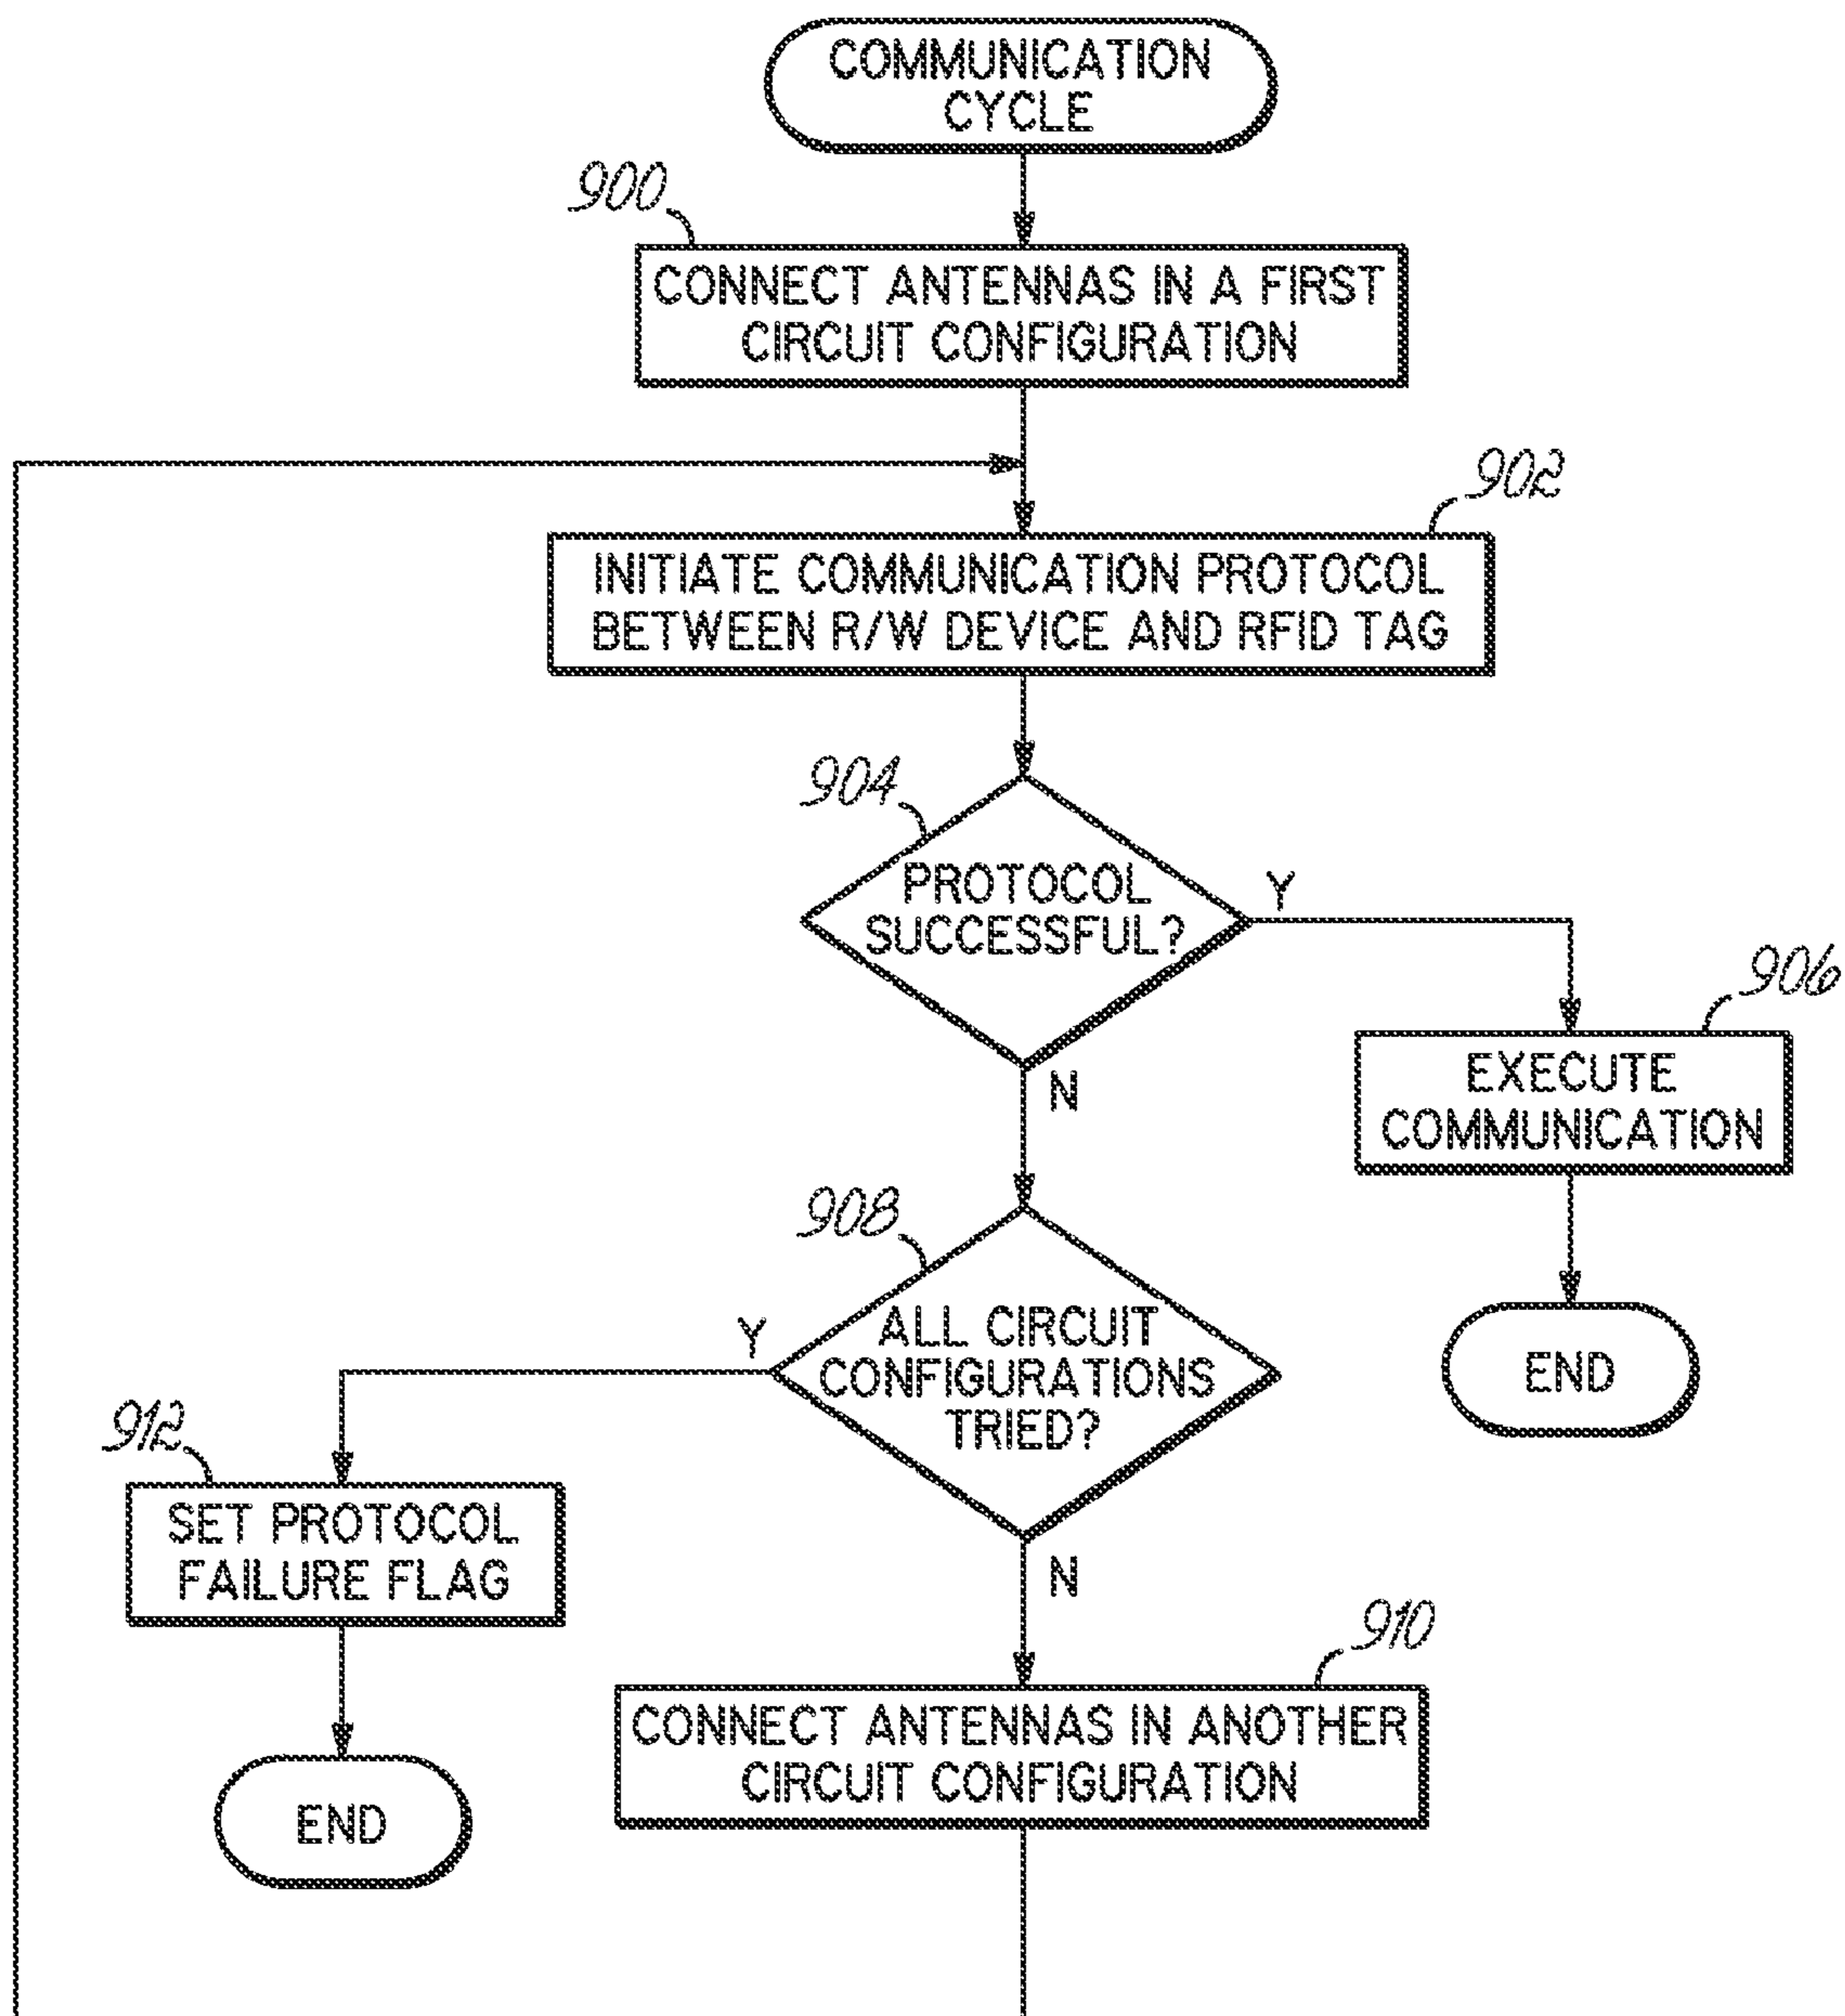 COMMUNICATION
CYCLE
900
CONNECT ANTENNAS IN A FIRST
CIRCUIT CONFIGURATION
902
INITIATE COMMUNICATION PROTOCOL
BETWEEN R/W DEVICE AND RFID TAG
904
PROTOCOL
SUCCESSFUL?
Y
N
906
EXECUTE
COMMUNICATION
END
908
ALL CIRCUIT
CONFIGURATIONS
TRIED?
Y
N
912
SET PROTOCOL
FAILURE FLAG
END
910
CONNECT ANTENNAS IN ANOTHER
CIRCUIT CONFIGURATION